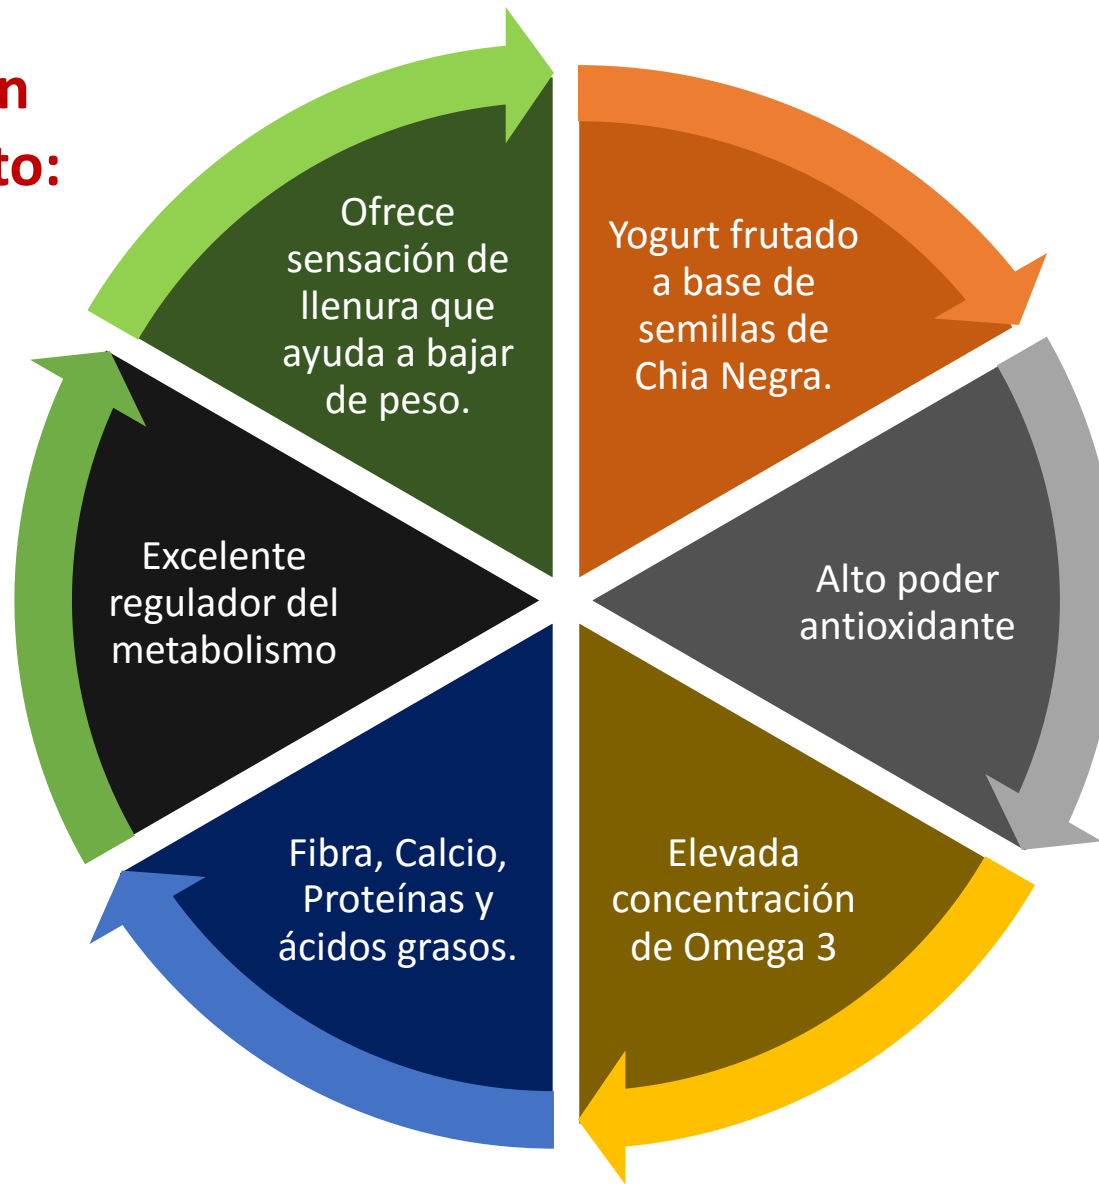 n
to:
Ofrece
sensación de
llenura que
ayuda a bajar
de peso.
Yogurt frutado
a base de
semillas de
Chia Negra.
Alto poder
antioxidante
Elevada
concentración
de Omega 3
Fibra, Calcio,
Proteínas y
ácidos grasos.
Excelente
regulador del
metabolismo